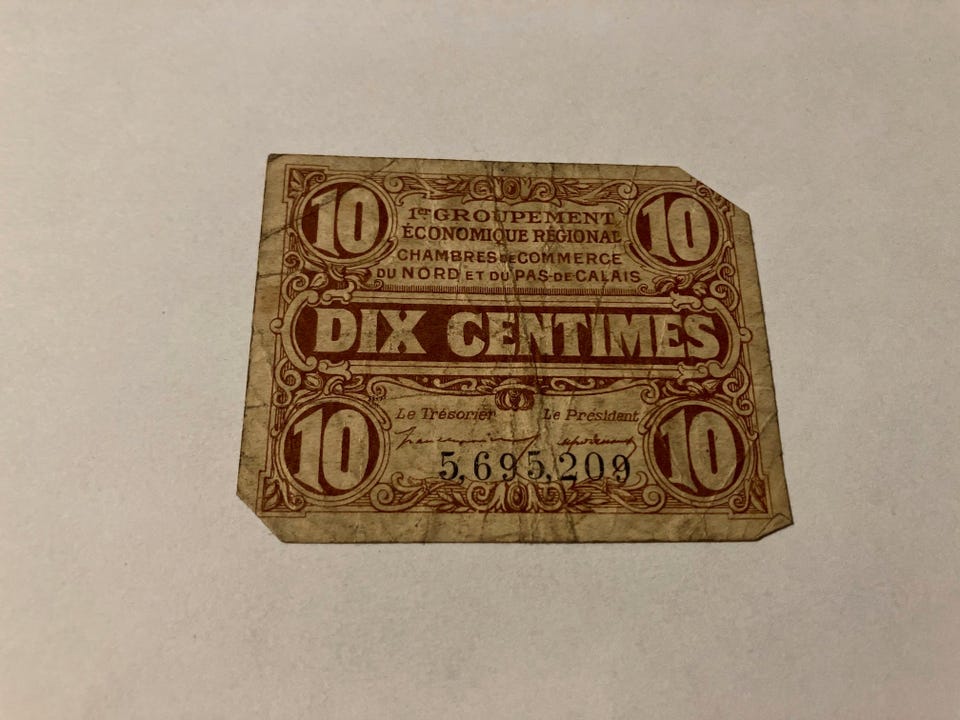 10 10
1er GROUPEMENT
ÉCONOMIQUE RÉGIONAL
CHAMBRES DE COMMERCE
DU NORD ET DU PAS-DE-CALAIS
DIX CENTIMES
Le Trésorier Le Président
5,695,209
10 10